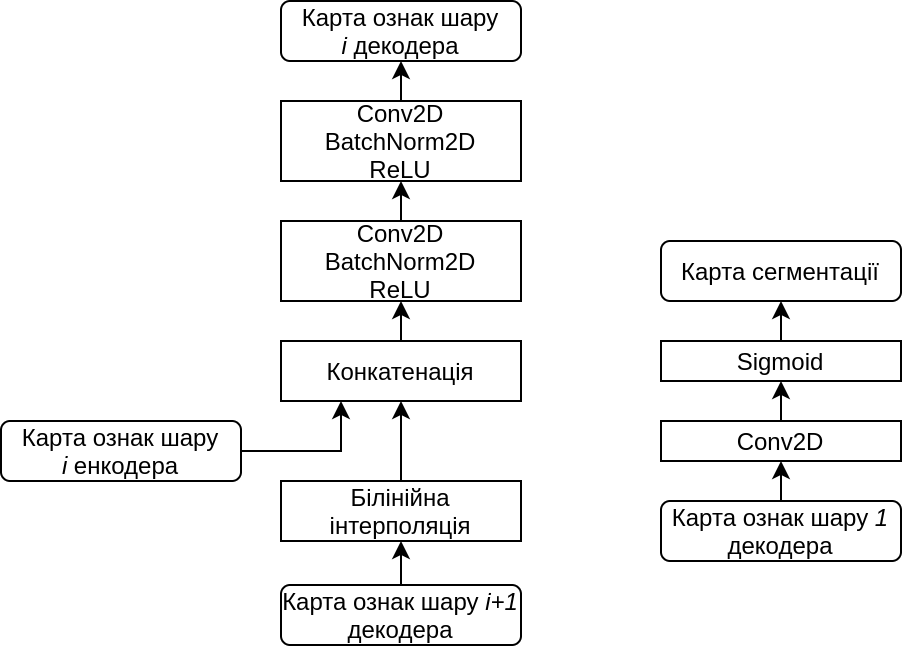 Карта ознак шару
i декодера
Conv2D
BatchNorm2D
ReLU
Conv2D
BatchNorm2D
ReLU
Конкатенація
Карта ознак шару
i енкодера
Білінійна
інтерполяція
Карта ознак шару i+1
декодера
Карта сегментації
Sigmoid
Conv2D
Карта ознак шару 1
декодера